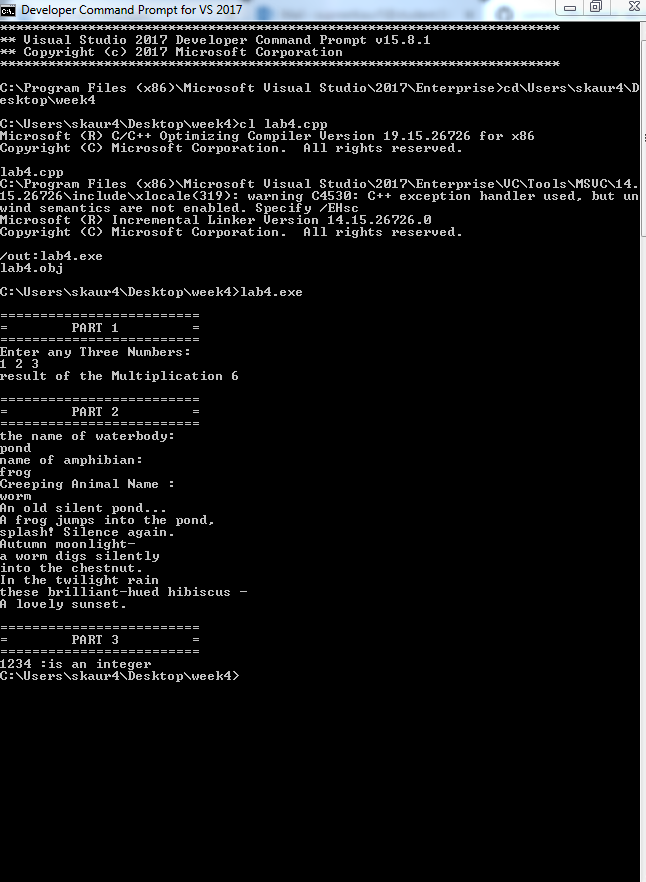 Developer Command Prompt for VS 2017
**********************************************************************
** Visual Studio 2017 Developer Command Prompt v15.8.1
** Copyright (c) 2017 Microsoft Corporation
**********************************************************************
C:\Program Files (x86)\Microsoft Visual Studio\2017\Enterprise>cd\Users\skaur4\D
esktop\week4
C:\Users\skaur4\Desktop\week4>cl lab4.cpp
Microsoft (R) C/C++ Optimizing Compiler Version 19.15.26726 for x86
Copyright (C) Microsoft Corporation.  All rights reserved.
lab4.cpp
C:\Program Files (x86)\Microsoft Visual Studio\2017\Enterprise\VC\Tools\MSVC\14.
15.26726\include\xlocale(319): warning C4530: C++ exception handler used, but un
wind semantics are not enabled. Specify /EHsc
Microsoft (R) Incremental Linker Version 14.15.26726.0
Copyright (C) Microsoft Corporation.  All rights reserved.
/out:lab4.exe
lab4.obj
C:\Users\skaur4\Desktop\week4>lab4.exe
=========================
=        PART 1         =
=========================
Enter any Three Numbers:
1 2 3
result of the Multiplication 6
=========================
=        PART 2         =
=========================
the name of waterbody:
pond
name of amphibian:
frog
Creeping Animal Name :
worm
An old silent pond...
A frog jumps into the pond,
splash! Silence again.
Autumn moonlight-
a worm digs silently
into the chestnut.
In the twilight rain
these brilliant-hued hibiscus -
A lovely sunset.
=========================
=        PART 3         =
=========================
1234 :is an integer
C:\Users\skaur4\Desktop\week4>